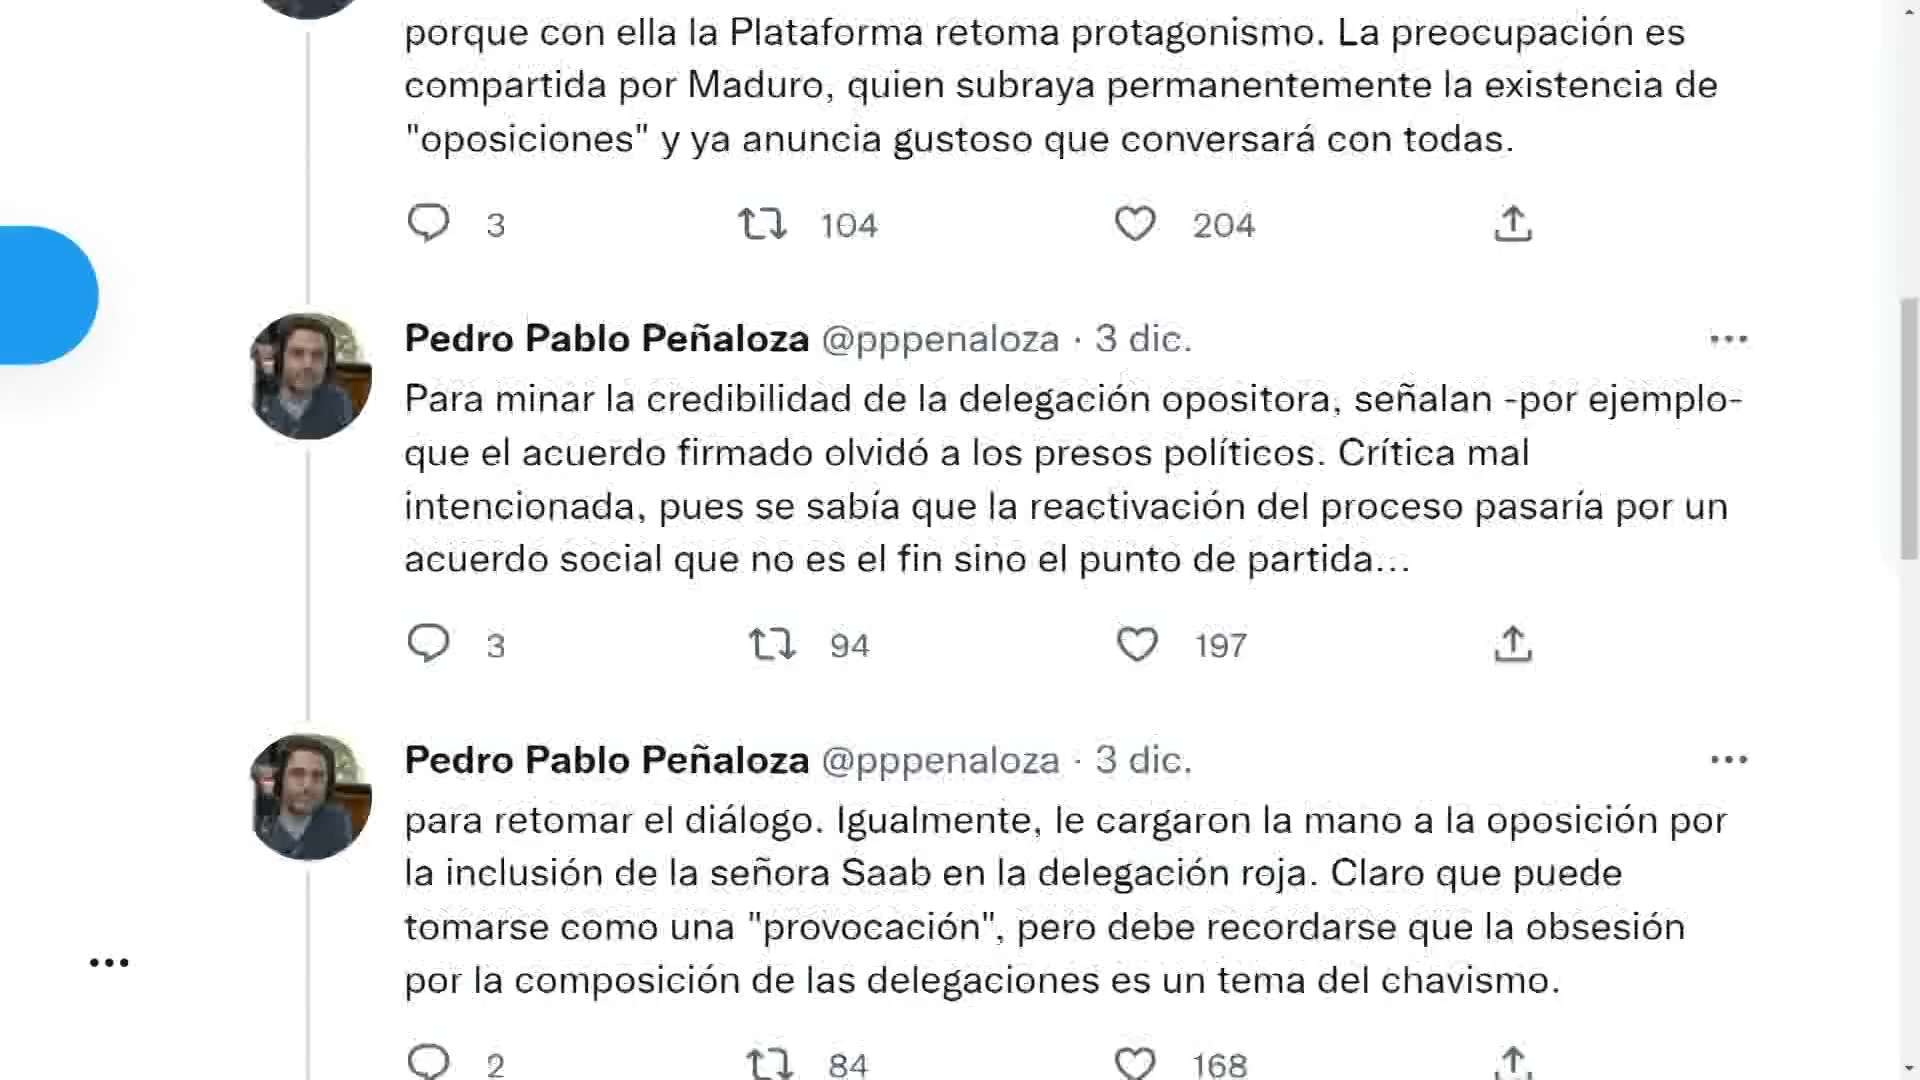 porque con ella la Plataforma retoma protagonismo. La preocupación es
compartida por Maduro, quien subraya permanentemente la existencia de
"oposiciones" y ya anuncia gustoso que conversará con todas.
3 104 204
Pedro Pablo Peñaloza @pppenaloza · 3 dic.
Para minar la credibilidad de la delegación opositora, señalan -por ejemplo-
que el acuerdo firmado olvidó a los presos políticos. Crítica mal
intencionada, pues se sabía que la reactivación del proceso pasaría por un
acuerdo social que no es el fin sino el punto de partida...
3 94 197
Pedro Pablo Peñaloza @pppenaloza · 3 dic.
para retomar el diálogo. Igualmente, le cargaron la mano a la oposición por
la inclusión de la señora Saab en la delegación roja. Claro que puede
tomarse como una "provocación", pero debe recordarse que la obsesión
por la composición de las delegaciones es un tema del chavismo.
2 84 168